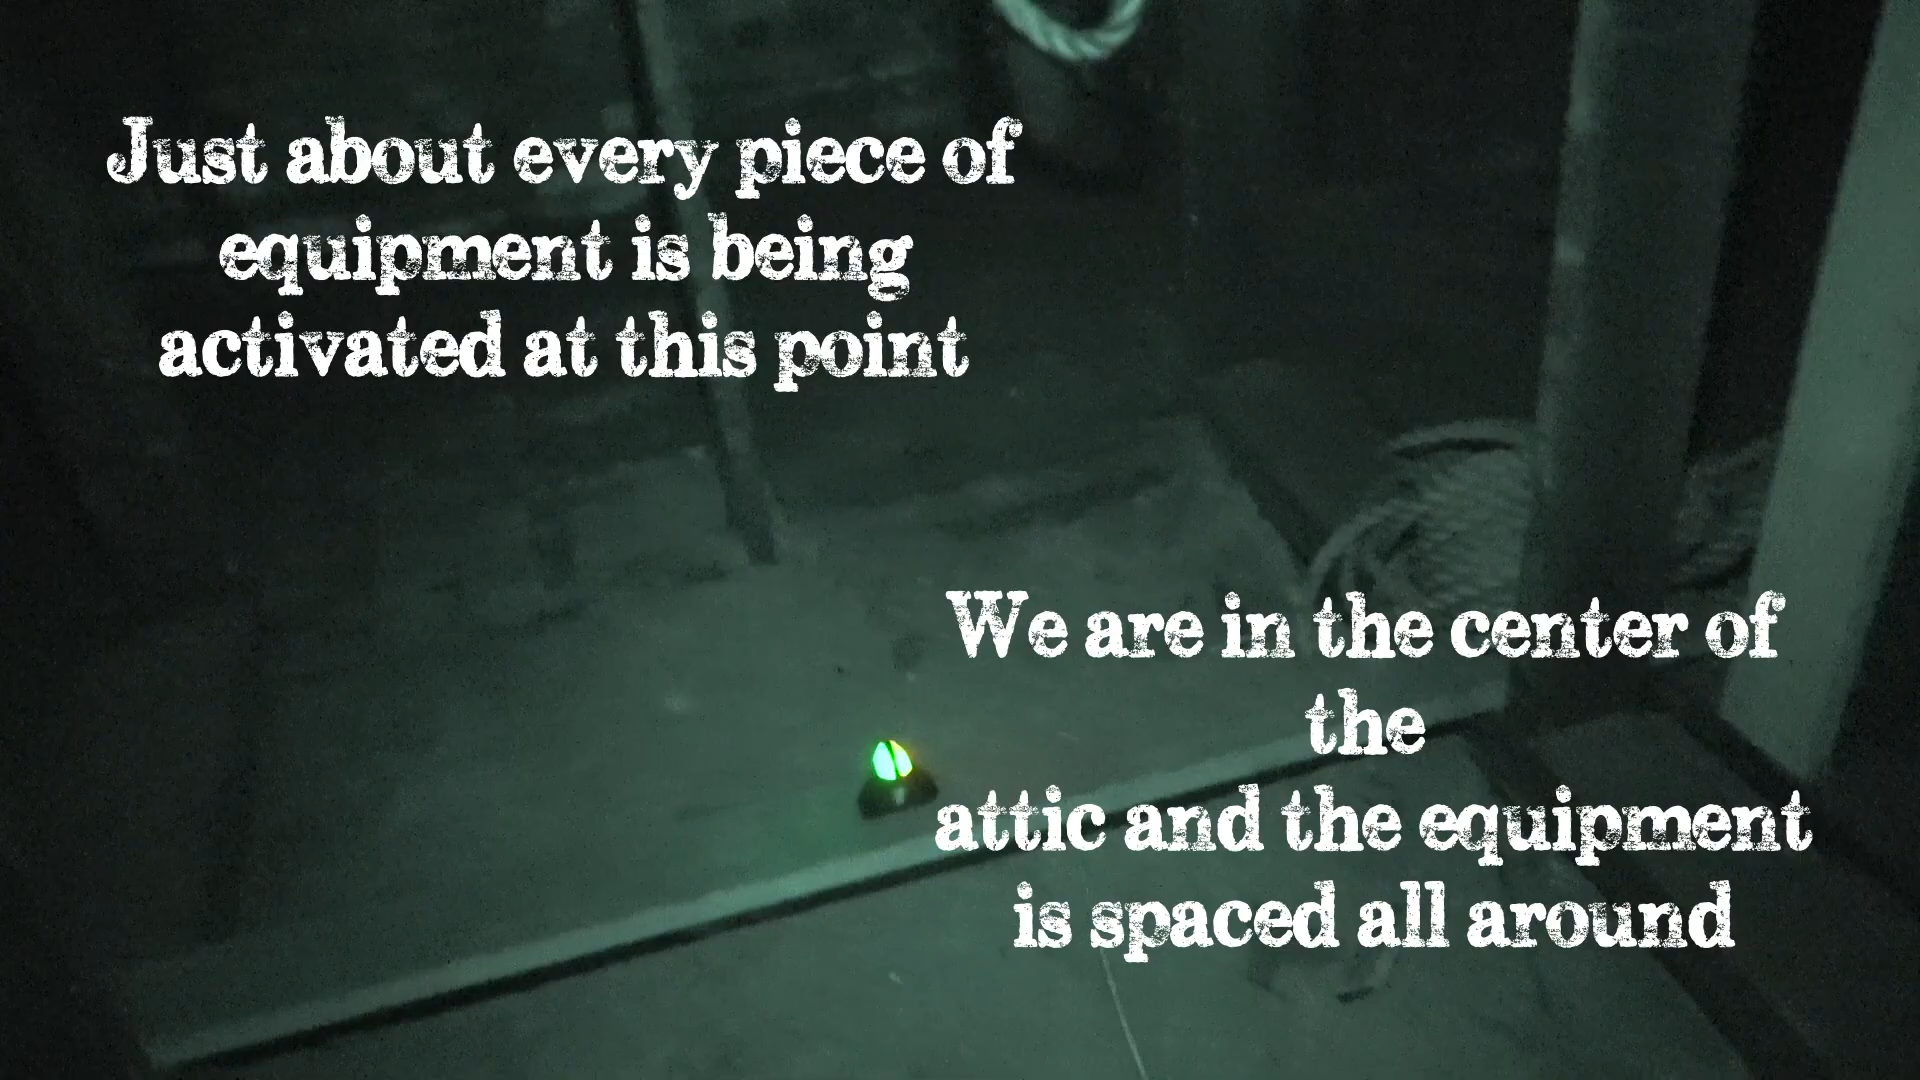 Just about every piece of
equipment is being
activated at this point
We are in the center of
the
attic and the equipment
is spaced all around